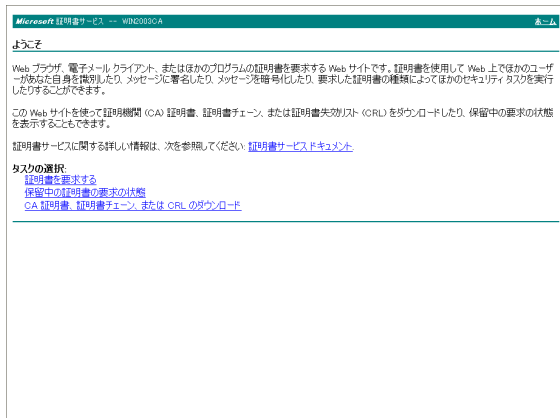 Microsoft 証明書サービス -- WIN2003CA ホーム
ようこそ
Web ブラウザ、電子メール クライアント、またはほかのプログラムの証明書を要求する Web サイトです。証明書を使用して Web 上でほかのユーザ
ーがあなた自身を識別したり、メッセージに署名したり、メッセージを暗号化したり、要求した証明書の種類によってほかのセキュリティ タスクを実行
したりすることができます。
この Web サイトを使って証明機関 (CA) 証明書、証明書チェーン、または証明書失効リスト (CRL) をダウンロードしたり、保留中の要求の状態
を表示することもできます。
証明書サービスに関する詳しい情報は、次を参照してください: 証明書サービス ドキュメント.
タスクの選択:
証明書を要求する
保留中の証明書の要求の状態
CA 証明書、証明書チェーン、または CRL のダウンロード